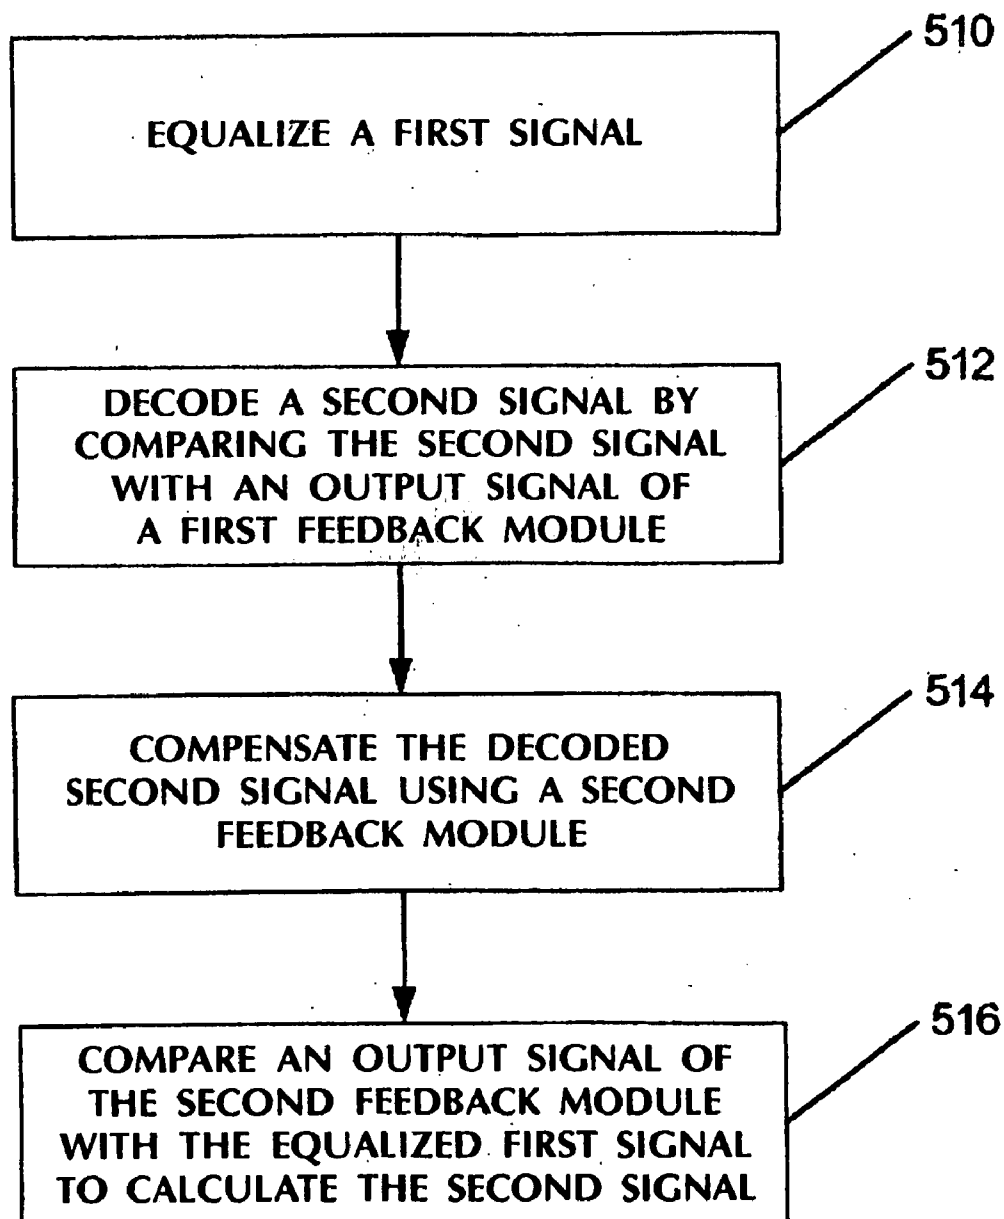 510
EQUALIZE A FIRST SIGNAL
512
DECODE A SECOND SIGNAL BY
COMPARING THE SECOND SIGNAL
WITH AN OUTPUT SIGNAL OF
A FIRST FEEDBACK MODULE
514
COMPENSATE THE DECODED
SECOND SIGNAL USING A SECOND
FEEDBACK MODULE
516
COMPARE AN OUTPUT SIGNAL OF
THE SECOND FEEDBACK MODULE
WITH THE EQUALIZED FIRST SIGNAL
TO CALCULATE THE SECOND SIGNAL